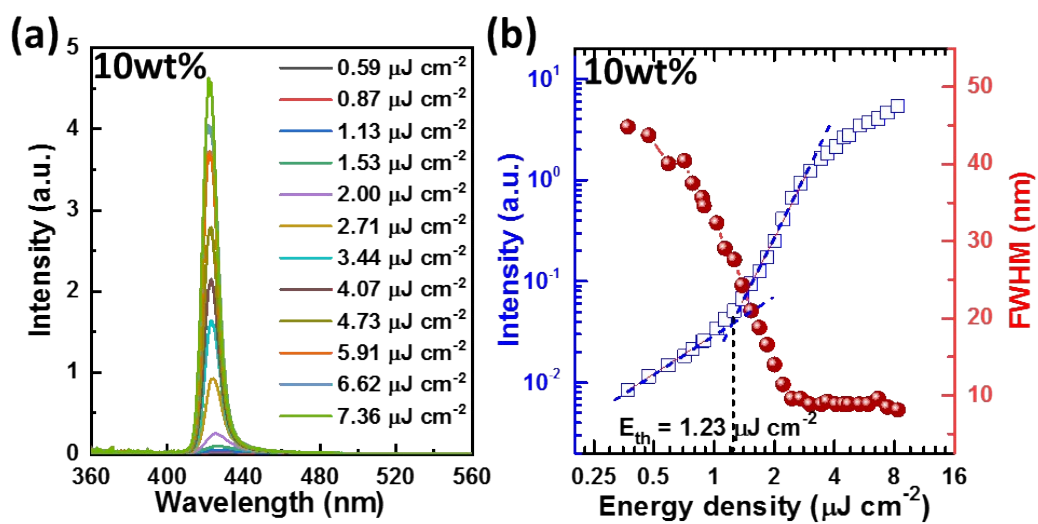 (a)
10wt%
Intensity (a.u.)
5
4
3
2
1
0
0.59 μJ cm⁻²
0.87 μJ cm⁻²
1.13 μJ cm⁻²
1.53 μJ cm⁻²
2.00 μJ cm⁻²
2.71 μJ cm⁻²
3.44 μJ cm⁻²
4.07 μJ cm⁻²
4.73 μJ cm⁻²
5.91 μJ cm⁻²
6.62 μJ cm⁻²
7.36 μJ cm⁻²
360 400 440 480 520 560
Wavelength (nm)
(b)
10wt%
Intensity (a.u.)
10¹
10⁰
10⁻¹
10⁻²
E_th = 1.23 μJ cm⁻²
50
40
30
20
10
FWHM (nm)
0.25 0.5 1 2 4 8 16
Energy density (μJ cm⁻²)